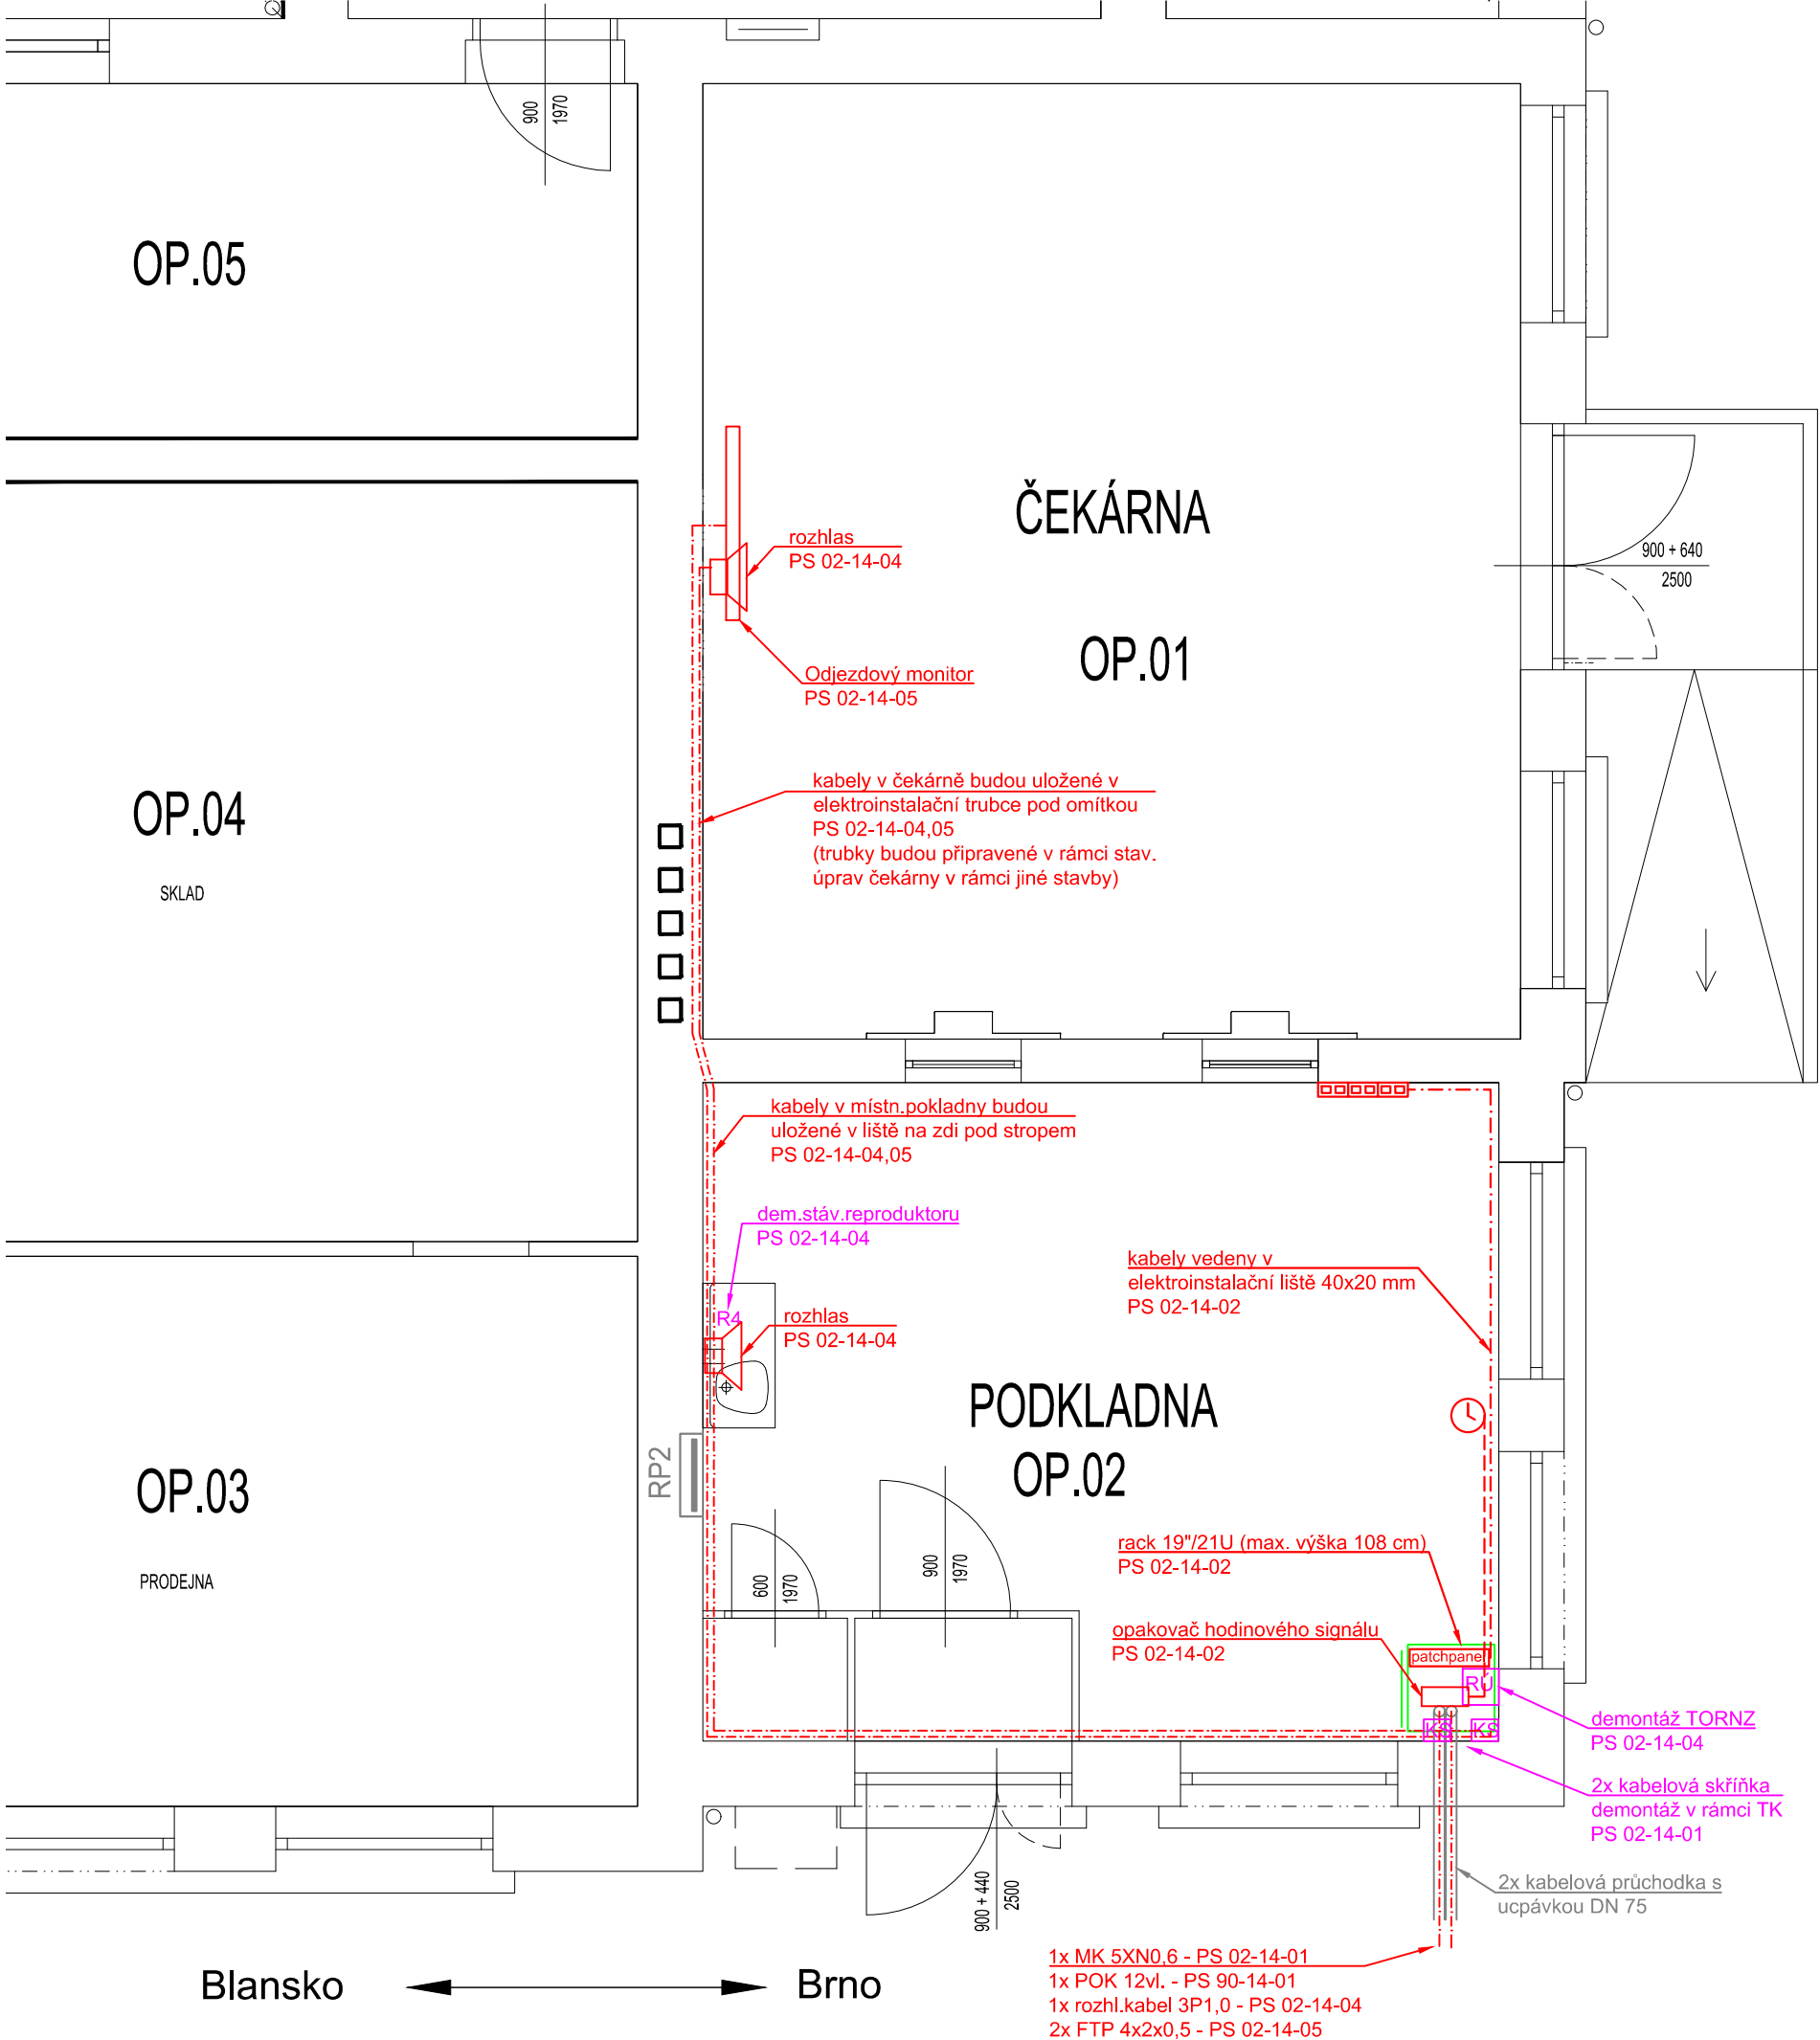 900
1970
OP.05
ČEKÁRNA
OP.01
900 + 640
2500
rozhlas
PS 02-14-04
Odjezdový monitor
PS 02-14-05
kabely v čekárně budou uložené v
elektroinstalační trubce pod omítkou
PS 02-14-04,05
(trubky budou připravené v rámci stav.
úprav čekárny v rámci jiné stavby)
OP.04
SKLAD
kabely v místn.pokladny budou
uložené v liště na zdi pod stropem
PS 02-14-04,05
dem.stáv.reproduktoru
PS 02-14-04
R4
rozhlas
PS 02-14-04
kabely vedeny v
elektroinstalační liště 40x20 mm
PS 02-14-02
PODKLADNA
OP.02
RP2
OP.03
PRODEJNA
600
1970
900
1970
rack 19"/21U (max. výška 108 cm)
PS 02-14-02
opakovač hodinového signálu
PS 02-14-02
patchpanel
RÚ
KS
KS
demontáž TORNZ
PS 02-14-04
2x kabelová skříňka
demontáž v rámci TK
PS 02-14-01
2x kabelová průchodka s
ucpávkou DN 75
900 + 440
2500
1x MK 5XN0,6 - PS 02-14-01
1x POK 12vl. - PS 90-14-01
1x rozhl.kabel 3P1,0 - PS 02-14-04
2x FTP 4x2x0,5 - PS 02-14-05
Blansko
Brno